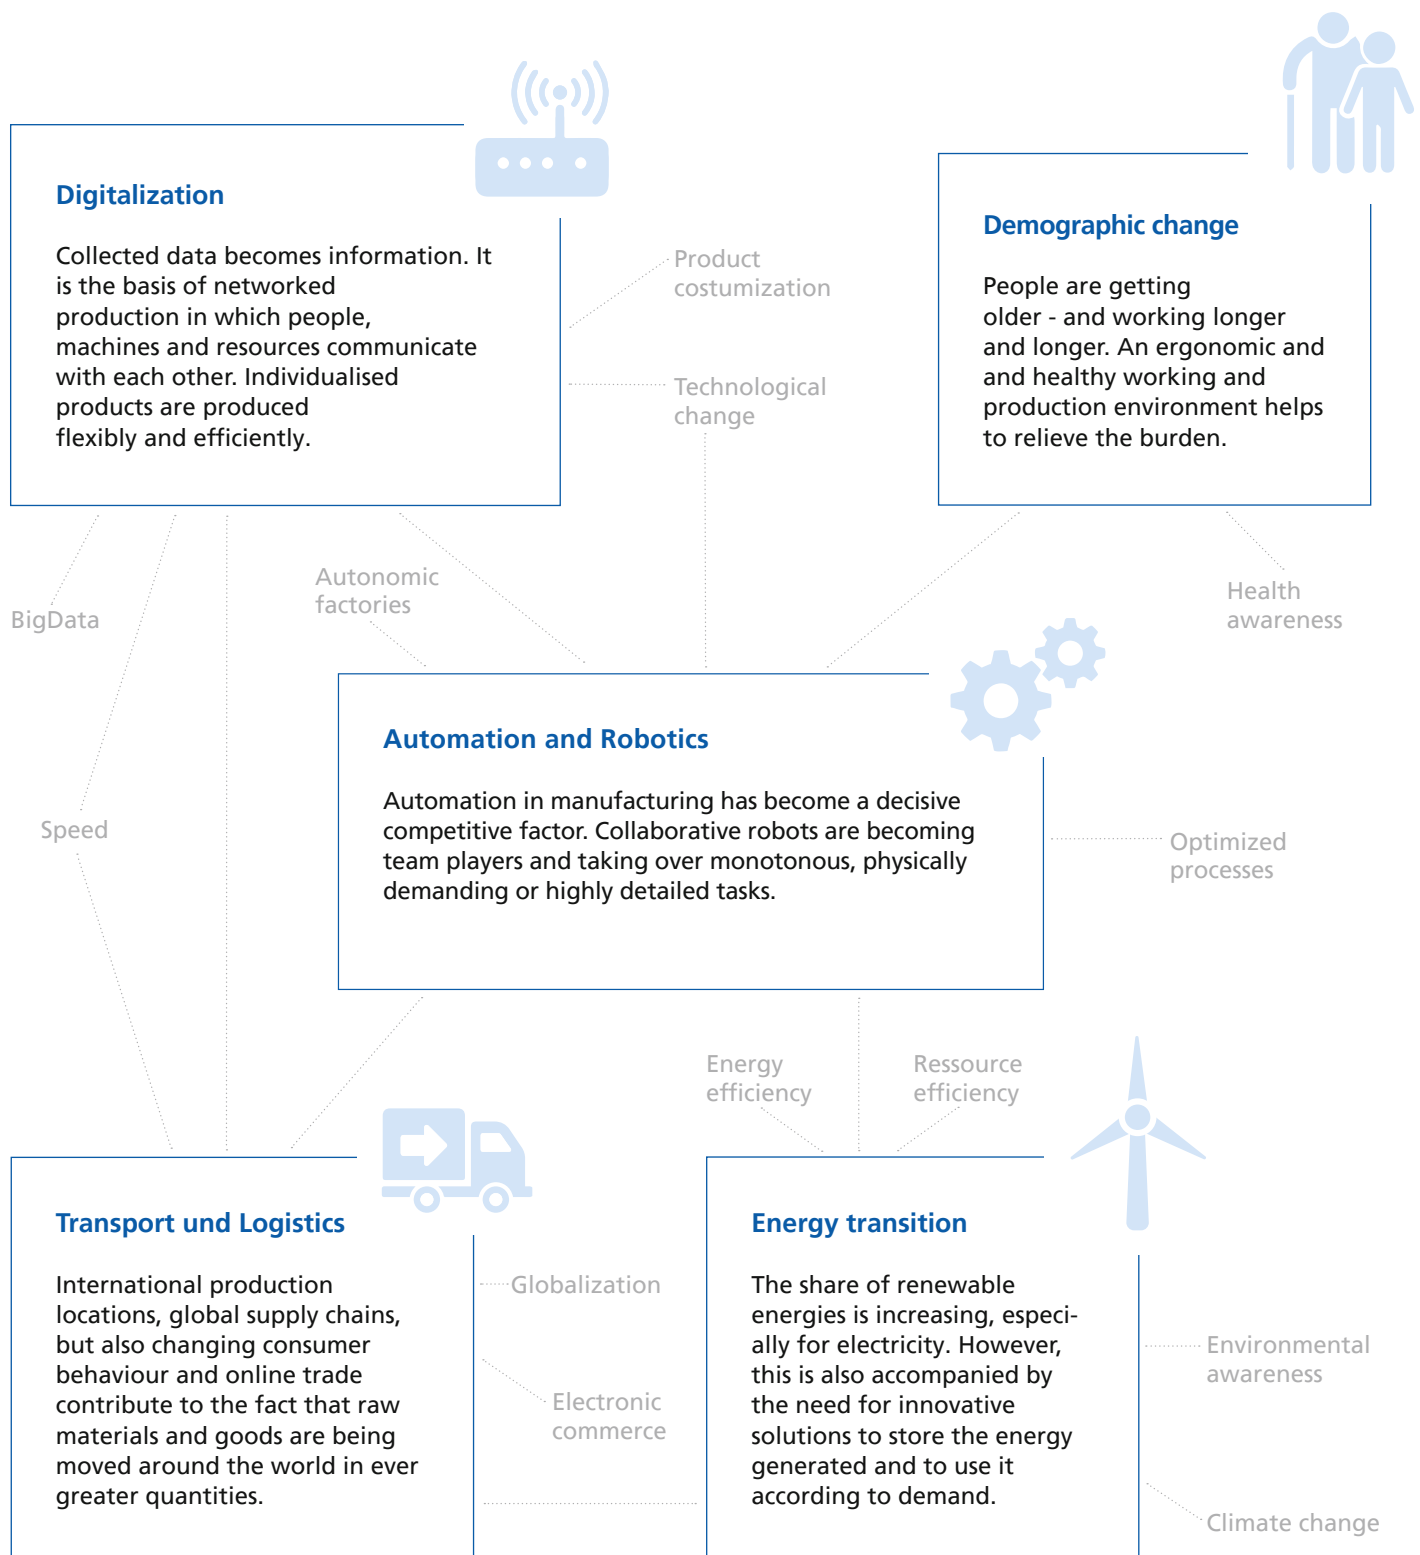 Digitalization
Collected data becomes information. It
is the basis of networked
production in which people,
machines and resources communicate
with each other. Individualised
products are produced
flexibly and efficiently.
Product
costumization
Technological
change
Demographic change
People are getting
older - and working longer
and longer. An ergonomic and
and healthy working and
production environment helps
to relieve the burden.
BigData
Autonomic
factories
Health
awareness
Speed
Automation and Robotics
Automation in manufacturing has become a decisive
competitive factor. Collaborative robots are becoming
team players and taking over monotonous, physically
demanding or highly detailed tasks.
Optimized
processes
Energy
efficiency
Ressource
efficiency
Transport und Logistics
International production
locations, global supply chains,
but also changing consumer
behaviour and online trade
contribute to the fact that raw
materials and goods are being
moved around the world in ever
greater quantities.
Globalization
Electronic
commerce
Energy transition
The share of renewable
energies is increasing, especi-
ally for electricity. However,
this is also accompanied by
the need for innovative
solutions to store the energy
generated and to use it
according to demand.
Environmental
awareness
Climate change